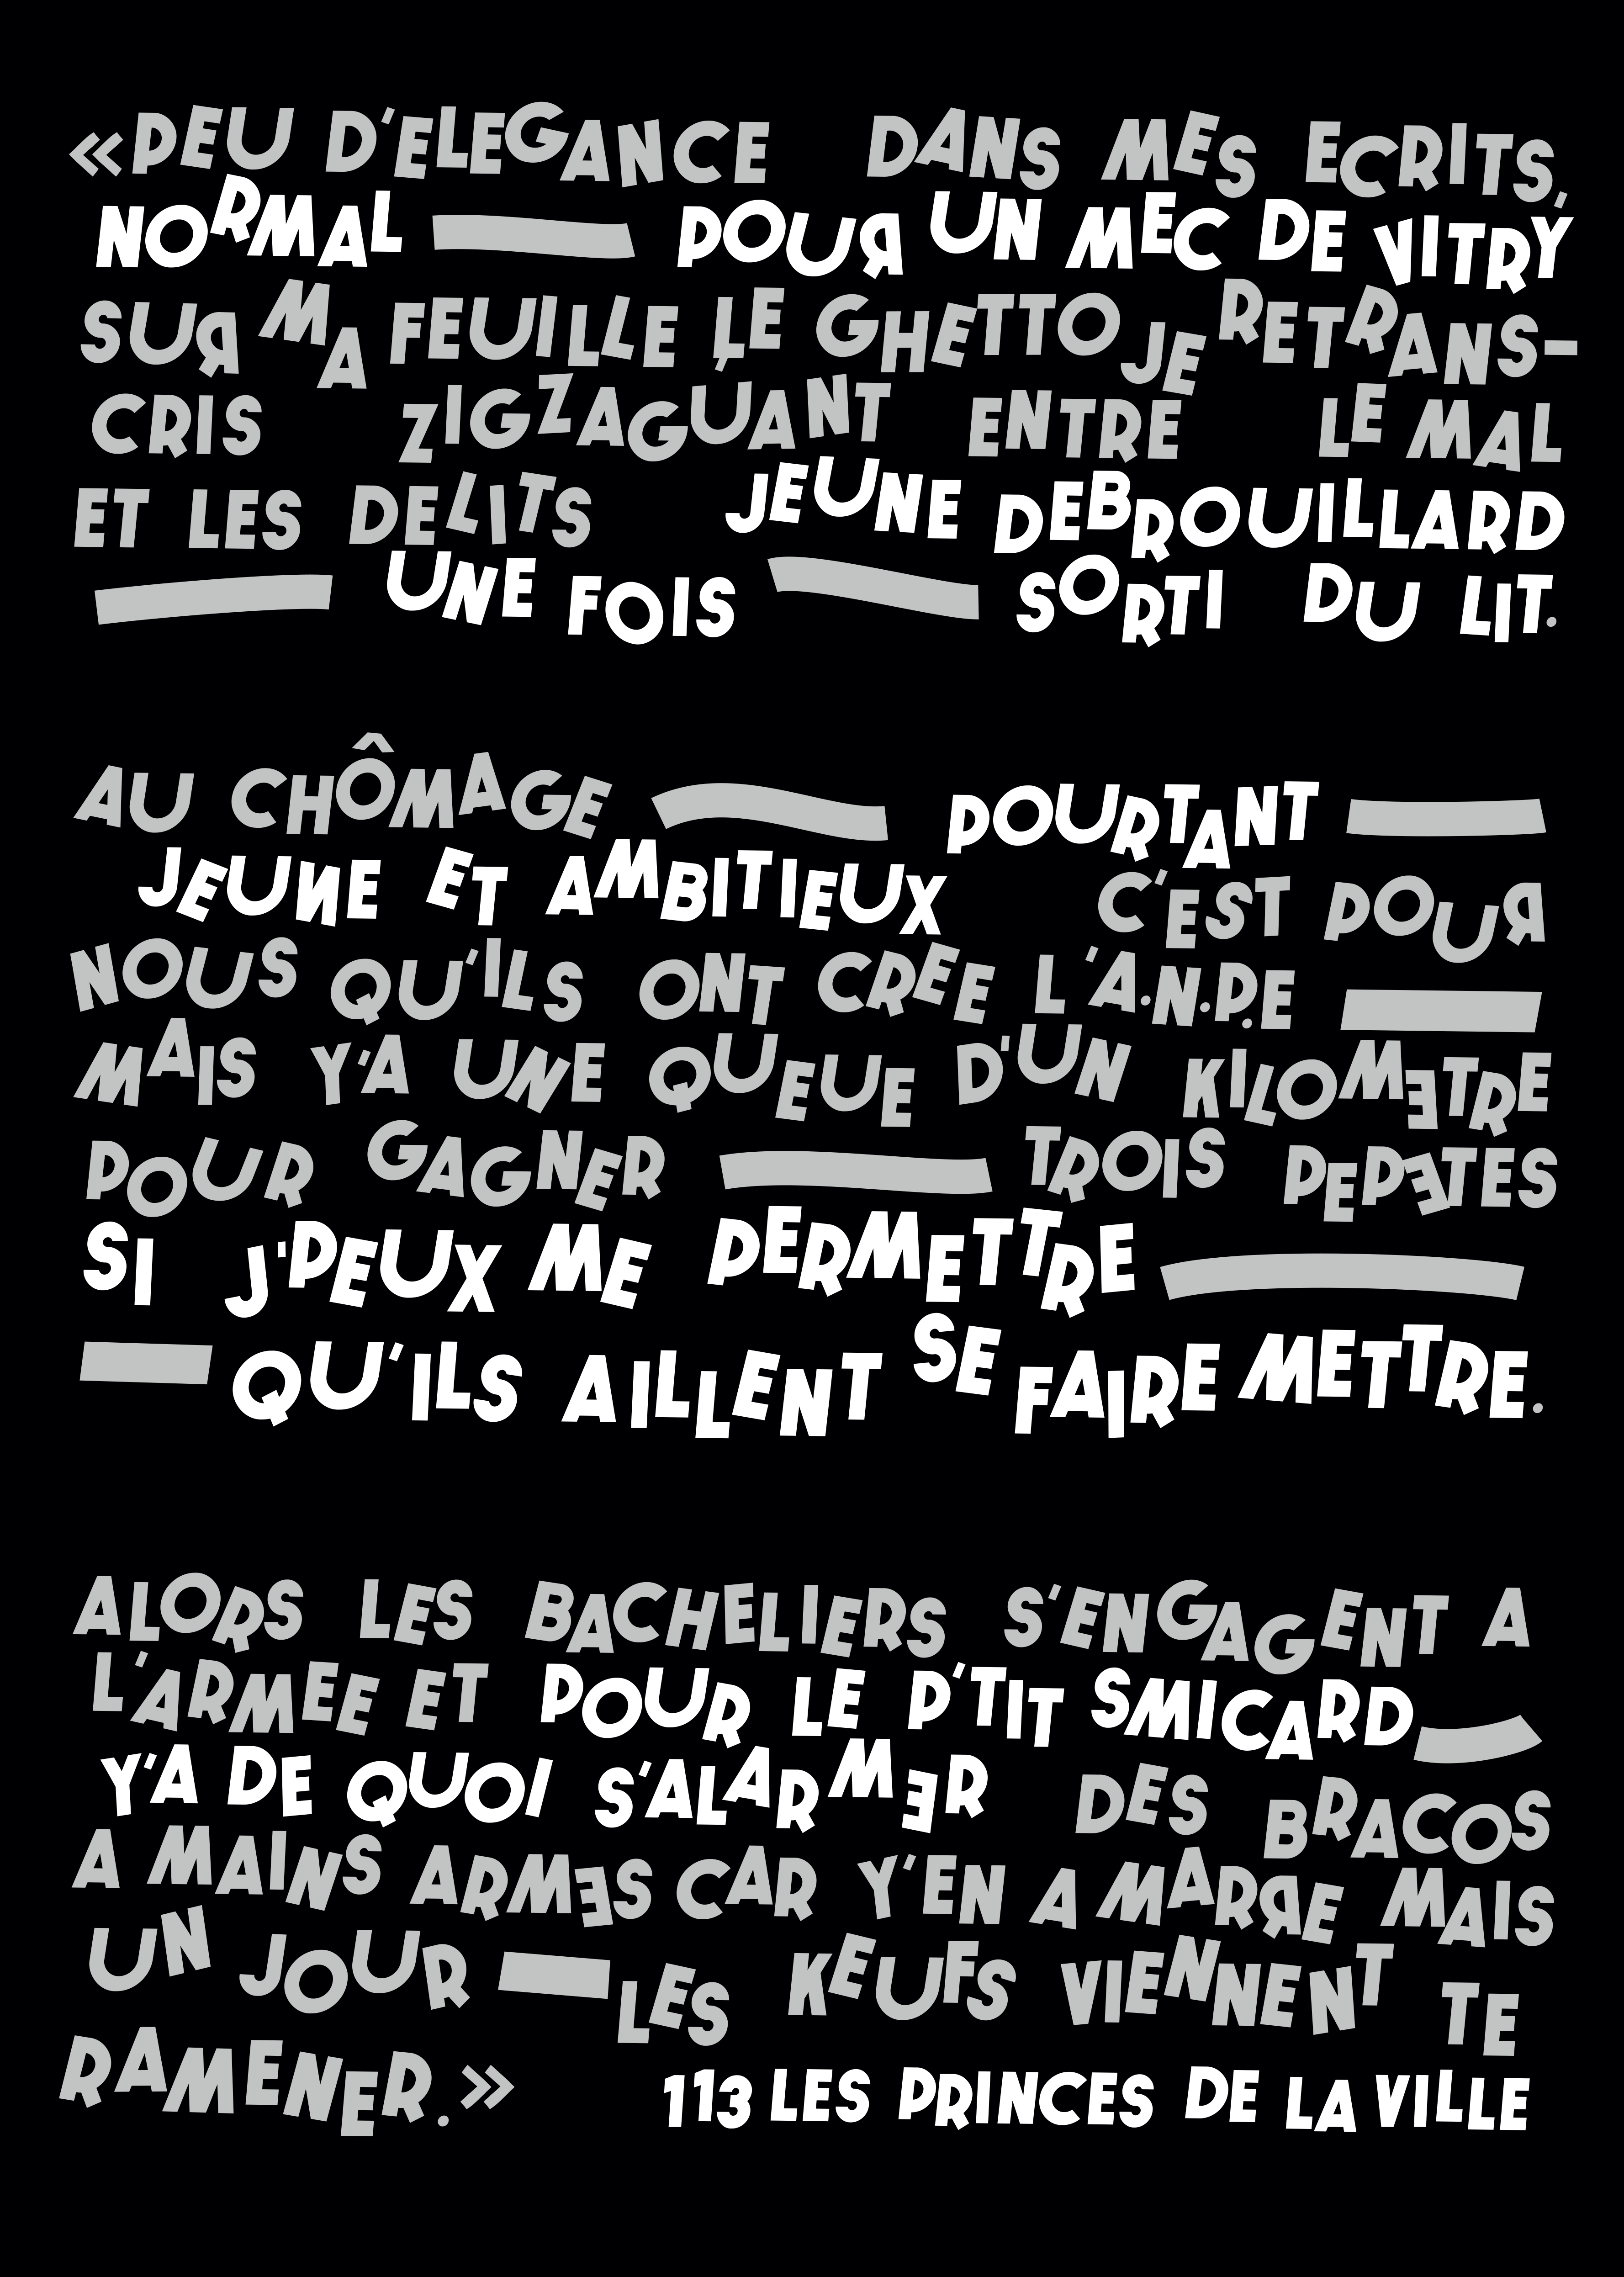 «PEU D'ELEGANCE DANS MES ECRITS,
NORMAL POUR UN MEC DE VITRY
SUR MA FEUILLE LE GHETTO JE RETRANS-
CRIS ZIGZAGUANT ENTRE LE MAL
ET LES DELITS JEUNE DEBROUILLARD
UNE FOIS SORTI DU LIT.
AU CHÔMAGE POURTANT
JEUNE ET AMBITIEUX C'EST POUR
NOUS QU'ILS ONT CREE L'A.N.P.E
MAIS Y'A UNE QUEUE D'UN KILOMETRE
POUR GAGNER TROIS PEPETES
SI J'PEUX ME PERMETTRE
QU'ILS AILLENT SE FAIRE METTRE.
ALORS LES BACHELIERS S'ENGAGENT A
L'ARMEE ET POUR LE P'TIT SMICARD
Y'A DE QUOI S'ALARMER DES BRACOS
A MAINS ARMES CAR Y'EN A MARRE MAIS
UN JOUR LES KEUFS VIENNENT TE
RAMENER.» 113 LES PRINCES DE LA VILLE